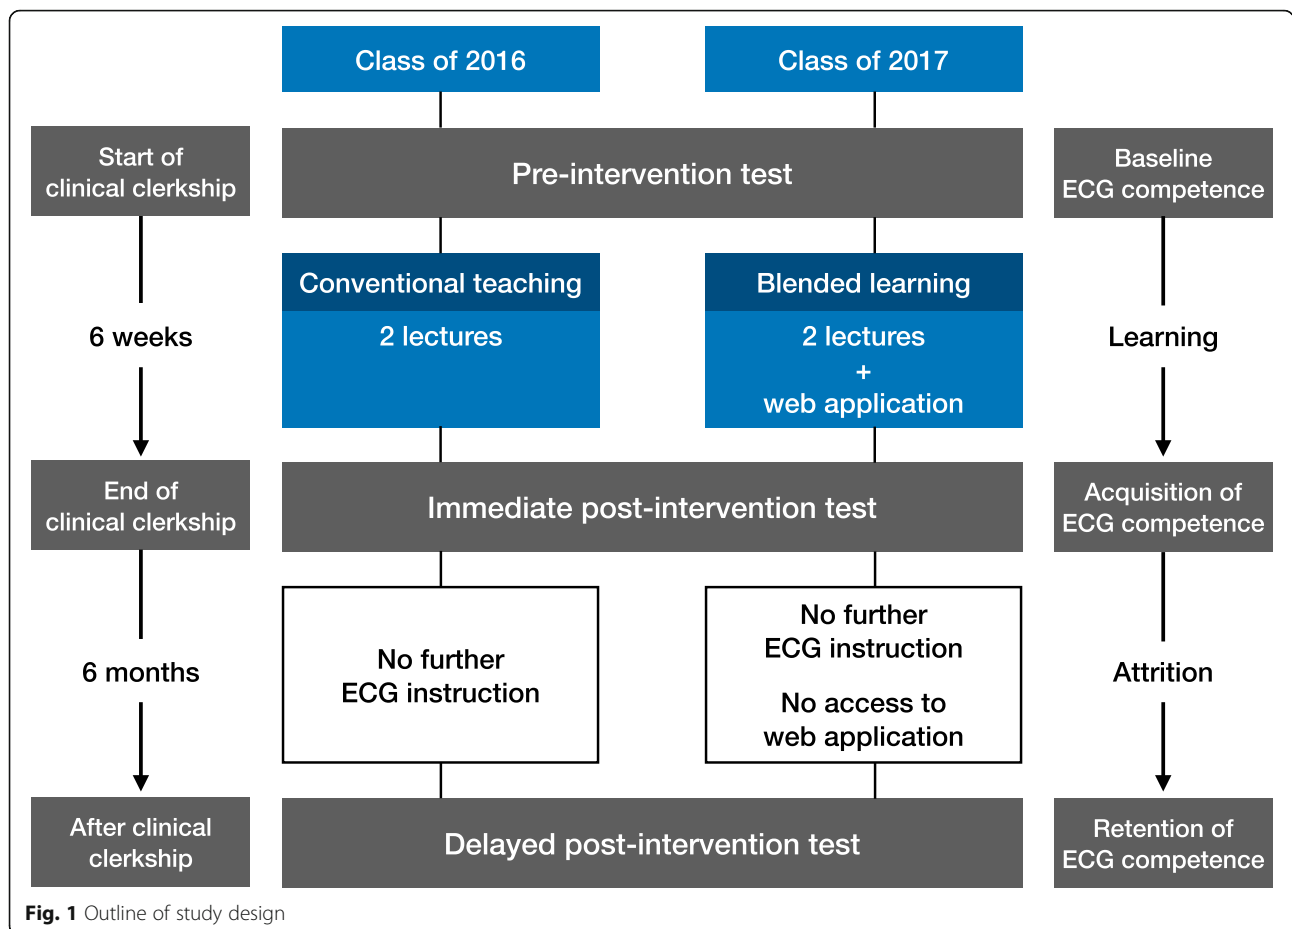 Class of 2016
Class of 2017
Start of
clinical clerkship
Pre-intervention test
Baseline
ECG competence
Conventional teaching
2 lectures
Blended learning
2 lectures
+
web application
6 weeks
Learning
End of
clinical clerkship
Immediate post-intervention test
Acquisition of
ECG competence
No further
ECG instruction
No further
ECG instruction
No access to
web application
6 months
Attrition
After clinical
clerkship
Delayed post-intervention test
Retention of
ECG competence
Fig. 1 Outline of study design